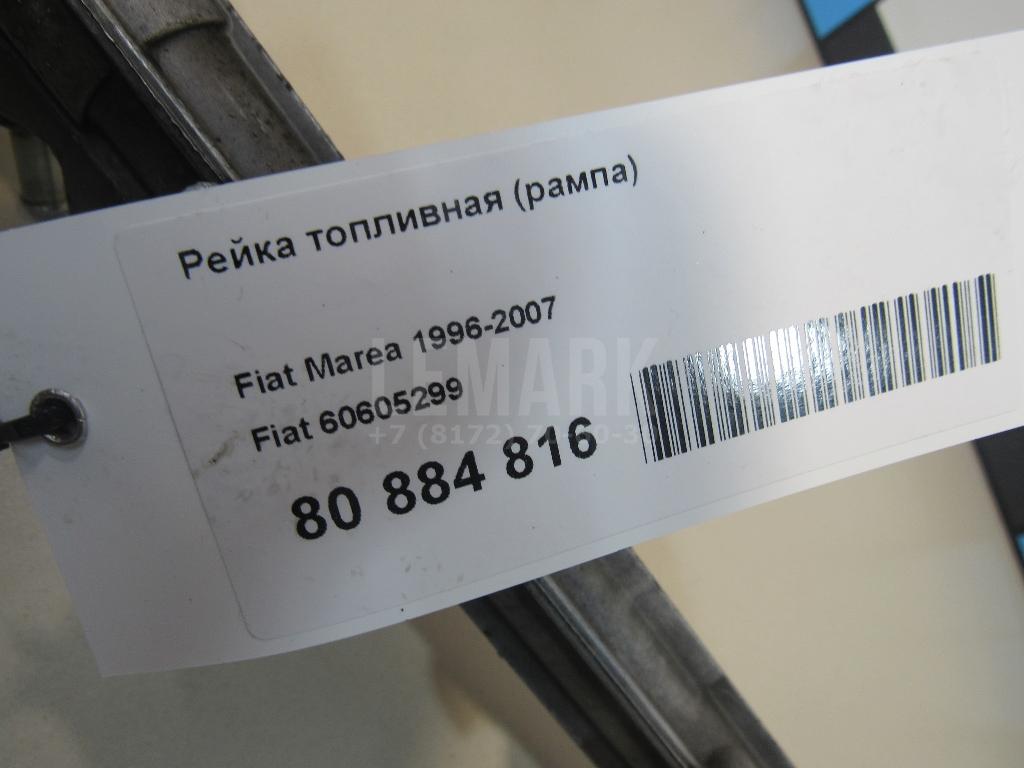 Рейка топливная (рампа)
Fiat Marea 1996-2007
Fiat 60605299
80 884 816
LEMARK
+7 (8172)